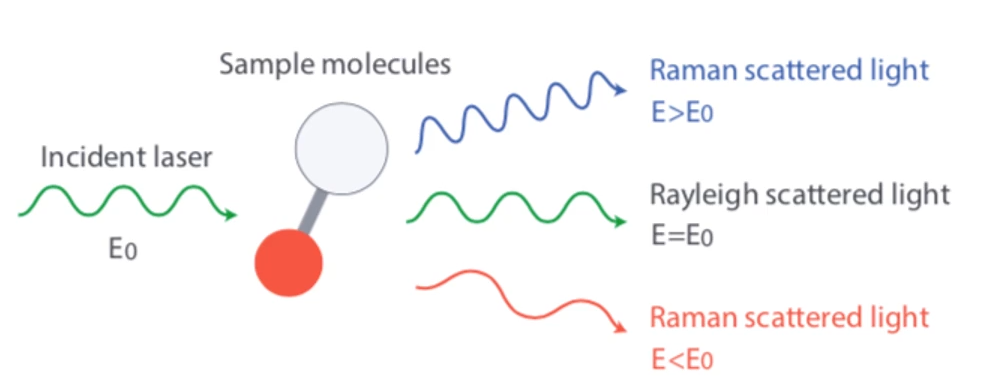 Sample molecules
Raman scattered light
E>E0
Incident laser
E0
Rayleigh scattered light
E=E0
Raman scattered light
E<E0